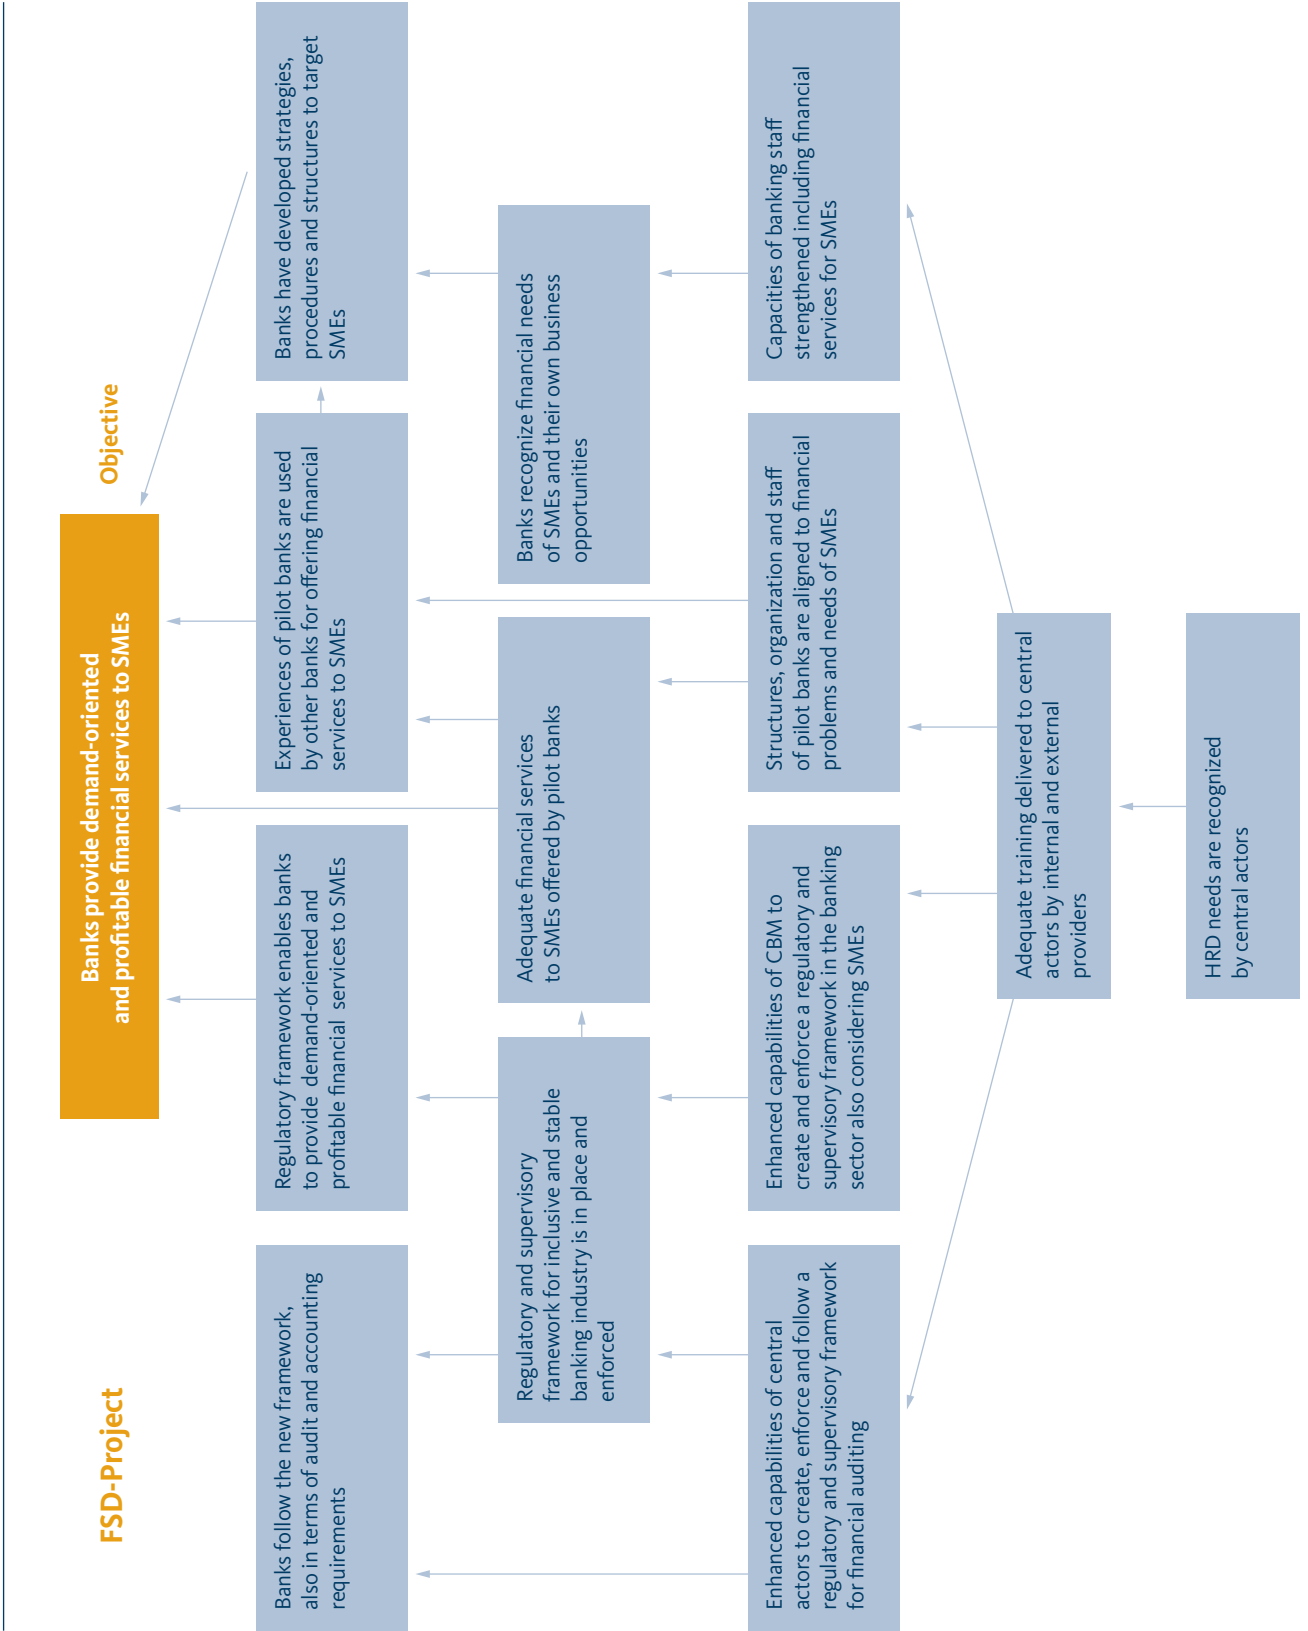 FSD-Project
Objective
Banks provide demand-oriented
and profitable financial services to SMEs
Banks follow the new framework,
also in terms of audit and accounting
requirements
Regulatory framework enables banks
to provide demand-oriented and
profitable financial services to SMEs
Experiences of pilot banks are used
by other banks for offering financial
services to SMEs
Banks have developed strategies,
procedures and structures to target
SMEs
Regulatory and supervisory
framework for inclusive and stable
banking industry is in place and
enforced
Adequate financial services
to SMEs offered by pilot banks
Banks recognize financial needs
of SMEs and their own business
opportunities
Enhanced capabilities of central
actors to create, enforce and follow a
regulatory and supervisory framework
for financial auditing
Enhanced capabilities of CBM to
create and enforce a regulatory and
supervisory framework in the banking
sector also considering SMEs
Structures, organization and staff
of pilot banks are aligned to financial
problems and needs of SMEs
Capacities of banking staff
strengthened including financial
services for SMEs
Adequate training delivered to central
actors by internal and external
providers
HRD needs are recognized
by central actors